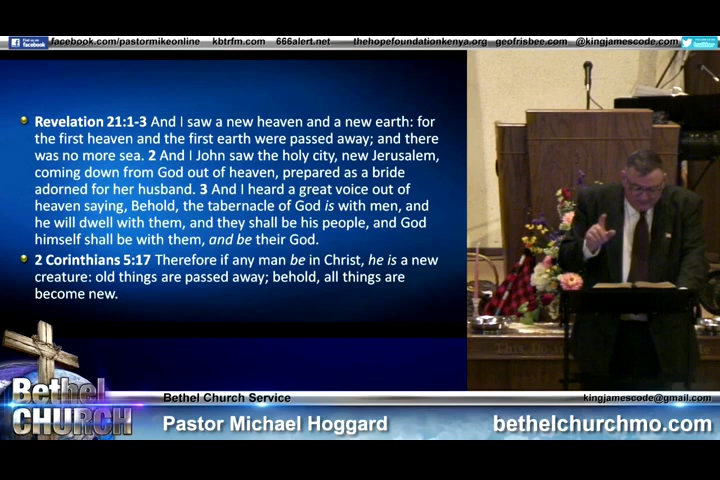 Find us on facebook
facebook.com/pastormikeonline kbtrfm.com 666alert.net thehopefoundationkenya.org geofrisbee.com @kingjamescode.com twitter
Revelation 21:1-3 And I saw a new heaven and a new earth: for
the first heaven and the first earth were passed away; and there
was no more sea. 2 And I John saw the holy city, new Jerusalem,
coming down from God out of heaven, prepared as a bride
adorned for her husband. 3 And I heard a great voice out of
heaven saying, Behold, the tabernacle of God is with men, and
he will dwell with them, and they shall be his people, and God
himself shall be with them, and be their God.
2 Corinthians 5:17 Therefore if any man be in Christ, he is a new
creature: old things are passed away; behold, all things are
become new.
This Do
Bethel
CHURCH
Bethel Church Service kingjamescode@gmail.com
Pastor Michael Hoggard bethelchurchmo.com